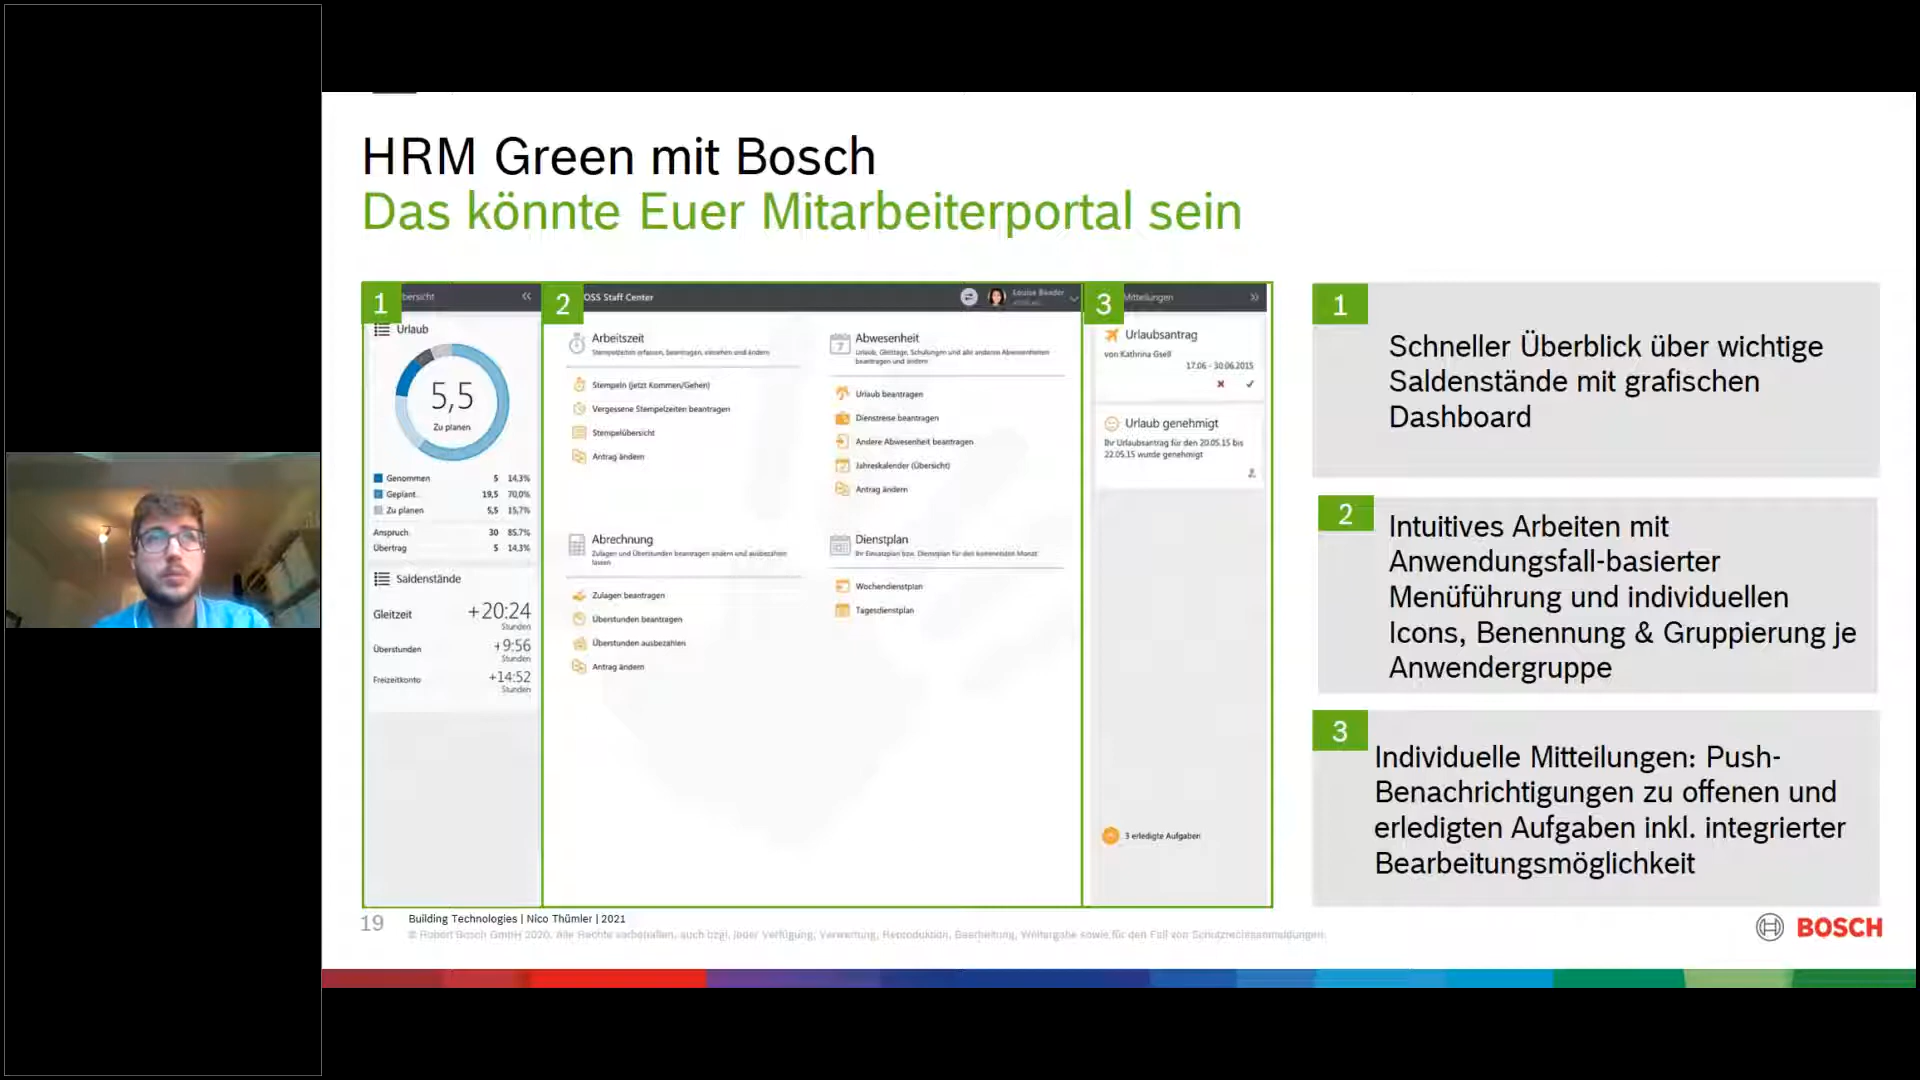 HRM Green mit Bosch
Das könnte Euer Mitarbeiterportal sein
1
bersicht
Urlaub
5,5
Zu planen
Genommen 5 14,3%
Geplant 19,5 70,0%
Zu planen 5,5 15,7%
Anspruch 30 85,7%
Übertrag 5 14,3%
Saldenstände
Gleitzeit +20:24
Stunden
Überstunden +9:56
Stunden
Freizeitkonto +14:52
Stunden
2
OSS Staff Center
Louise Bänder
Arbeitszeit
Stempelzeiten erfassen, beantragen, einsehen und ändern
Stempeln (jetzt Kommen/Gehen)
Vergessene Stempelzeiten beantragen
Stempelübersicht
Antrag ändern
Abwesenheit
Urlaub, Gleittage, Schulungen und alle anderen Abwesenheiten
beantragen und ändern
Urlaub beantragen
Dienstreise beantragen
Andere Abwesenheit beantragen
Jahreskalender (Übersicht)
Antrag ändern
Abrechnung
Zulagen und Überstunden beantragen ändern und ausbezahlen
lassen
Zulagen beantragen
Überstunden beantragen
Überstunden ausbezahlen
Antrag ändern
Dienstplan
Ihr Einsatzplan bzw. Dienstplan für den kommenden Monat
Wochendienstplan
Tagesdienstplan
3
Mitteilungen
Urlaubsantrag
von Kathrina Gsell
17.06 - 30.06.2015
Urlaub genehmigt
Ihr Urlaubsantrag für den 20.05.15 bis
22.05.15 wurde genehmigt
3 erledigte Aufgaben
1
Schneller Überblick über wichtige
Saldenstände mit grafischen
Dashboard
2
Intuitives Arbeiten mit
Anwendungsfall-basierter
Menüführung und individuellen
Icons, Benennung & Gruppierung je
Anwendergruppe
3
Individuelle Mitteilungen: Push-
Benachrichtigungen zu offenen und
erledigten Aufgaben inkl. integrierter
Bearbeitungsmöglichkeit
19
Building Technologies | Nico Thümler | 2021
© Robert Bosch GmbH 2020. Alle Rechte vorbehalten, auch bzgl. jeder Verfügung, Verwertung, Reproduktion, Bearbeitung, Weitergabe sowie für den Fall von Schutzrechtsanmeldungen.
BOSCH